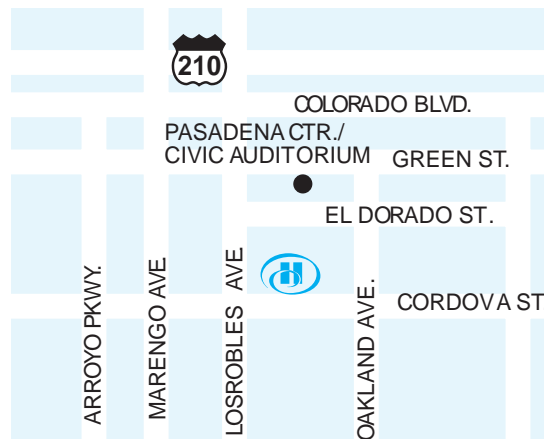 210
COLORADO BLVD.
PASADENA CTR./
CIVIC AUDITORIUM
GREEN ST.
EL DORADO ST.
CORDOVA ST
ARROYO PKWY.
MARENGO AVE.
LOSROBLES AVE.
OAKLAND AVE.
H